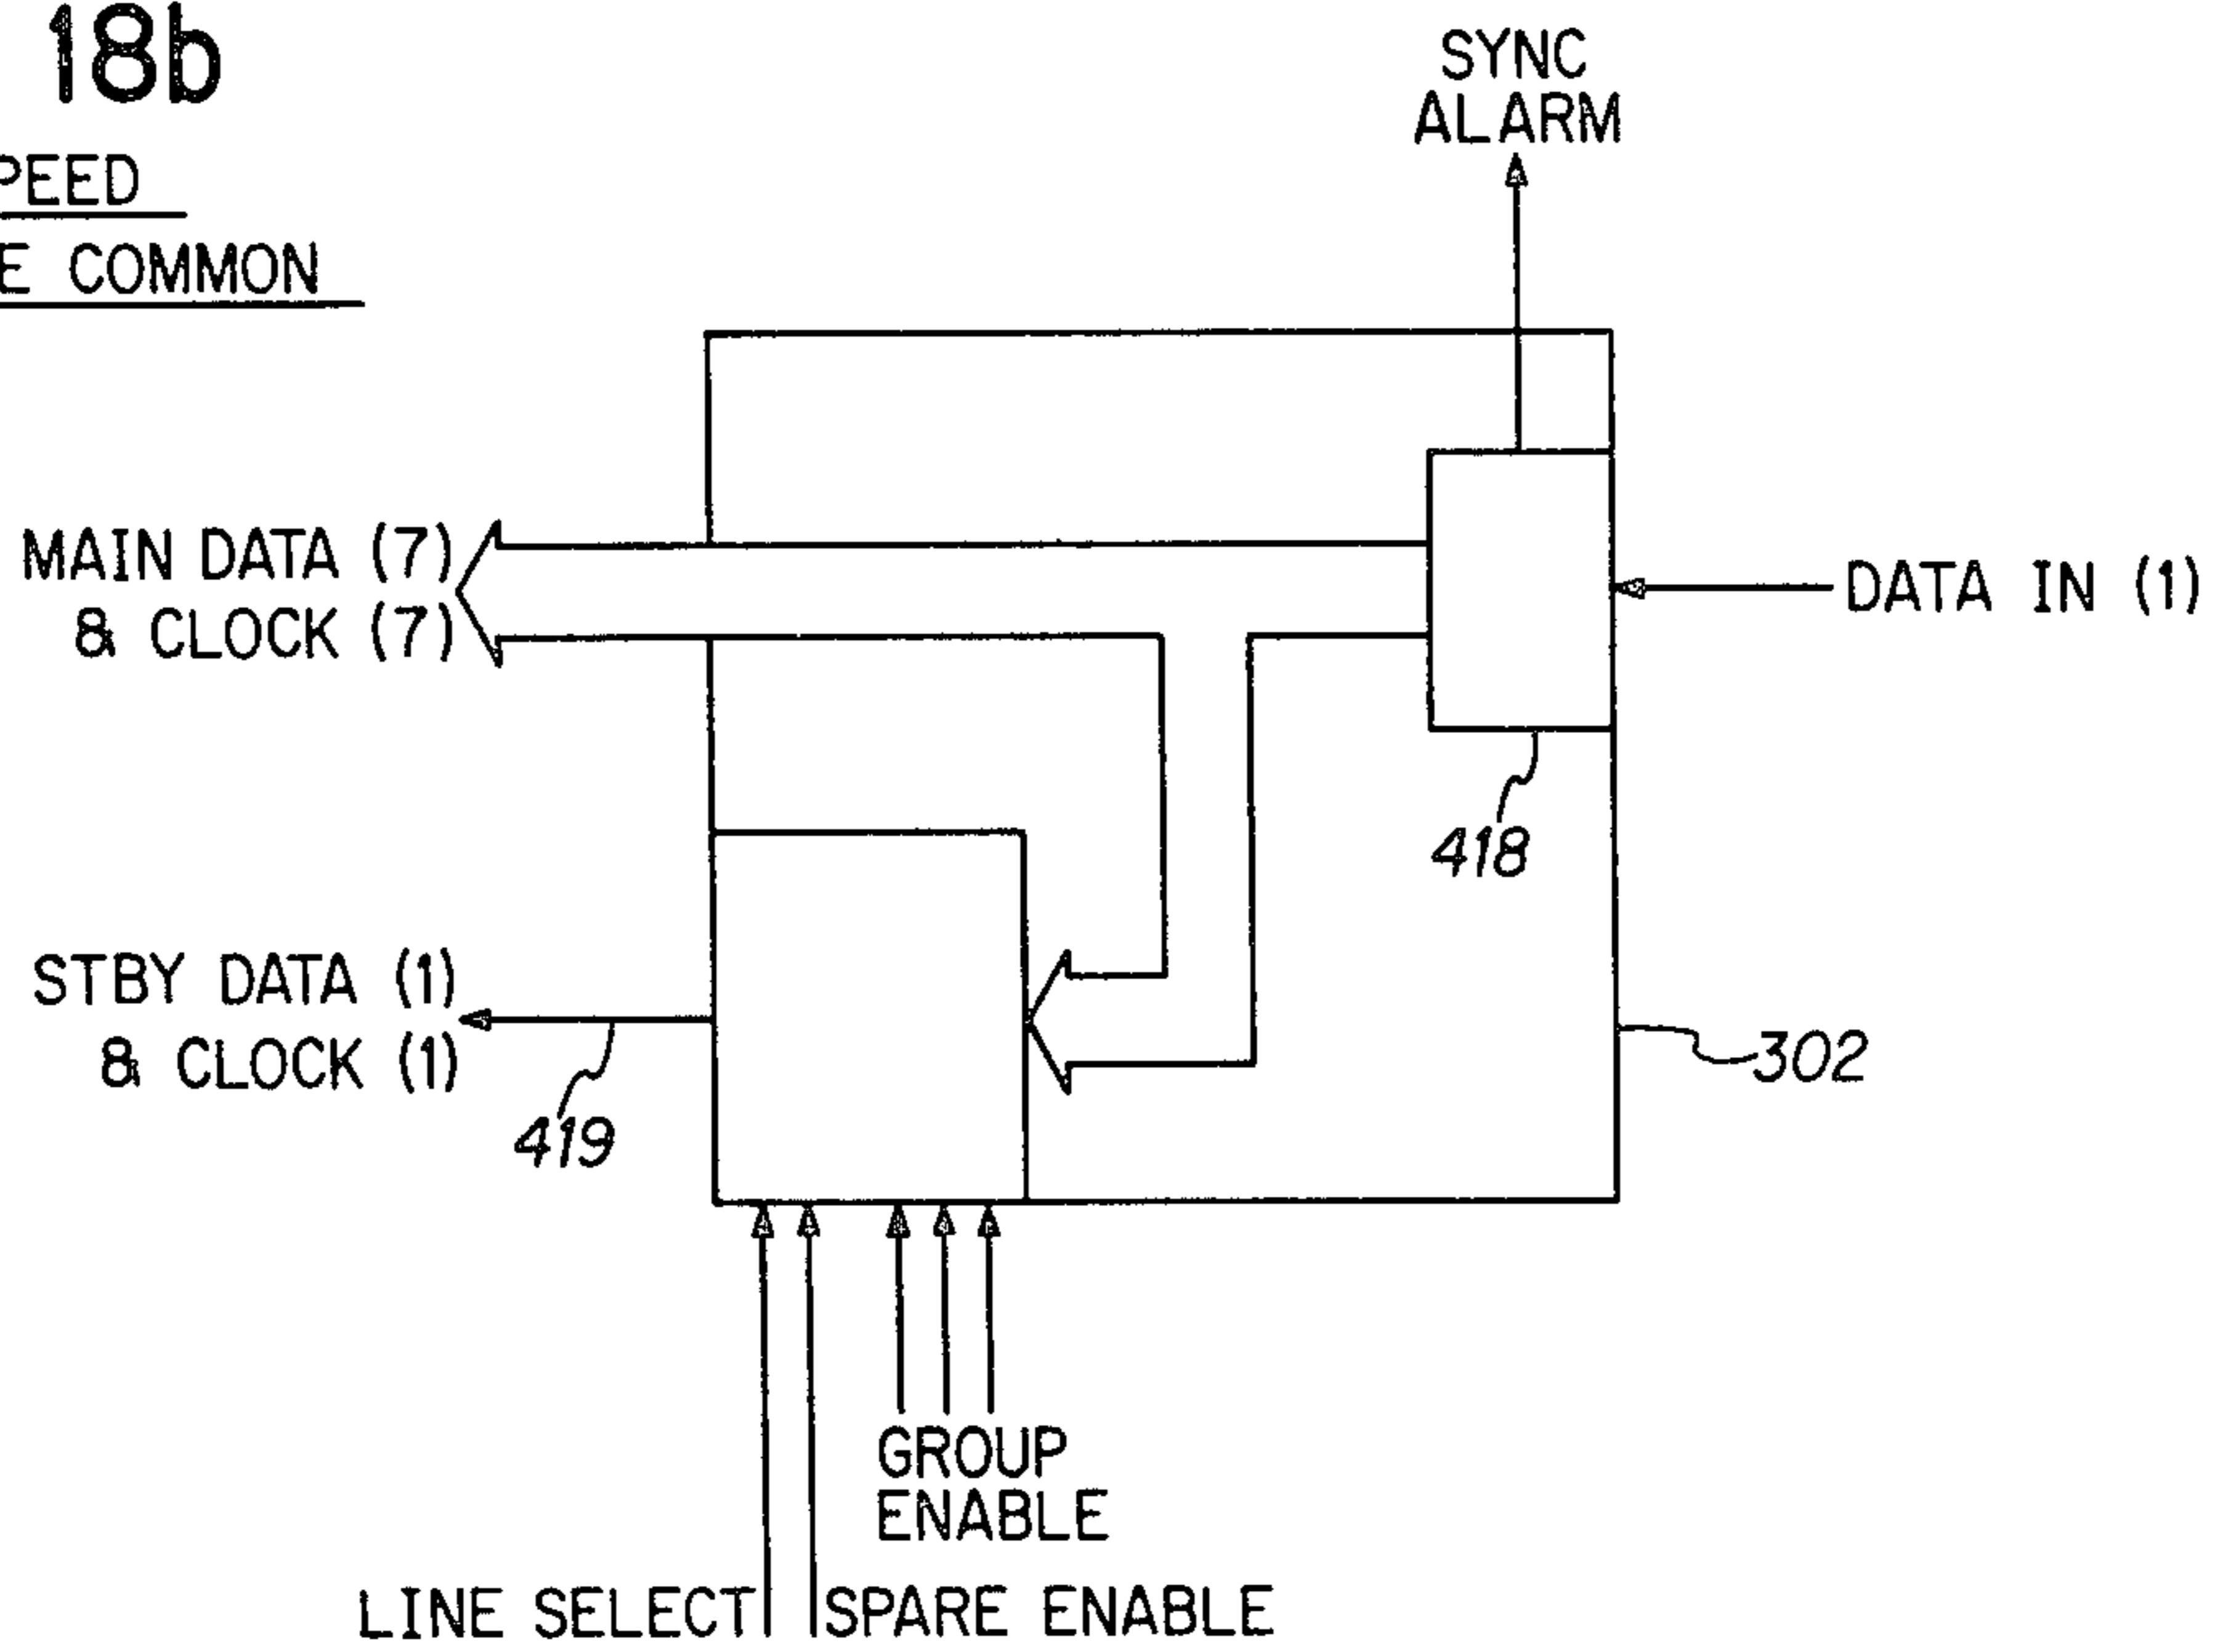 18b
PEED
E COMMON
SYNC
ALARM
MAIN DATA (7)
& CLOCK (7)
DATA IN (1)
418
STBY DATA (1)
& CLOCK (1)
419
302
GROUP
ENABLE
LINE SELECT
SPARE ENABLE